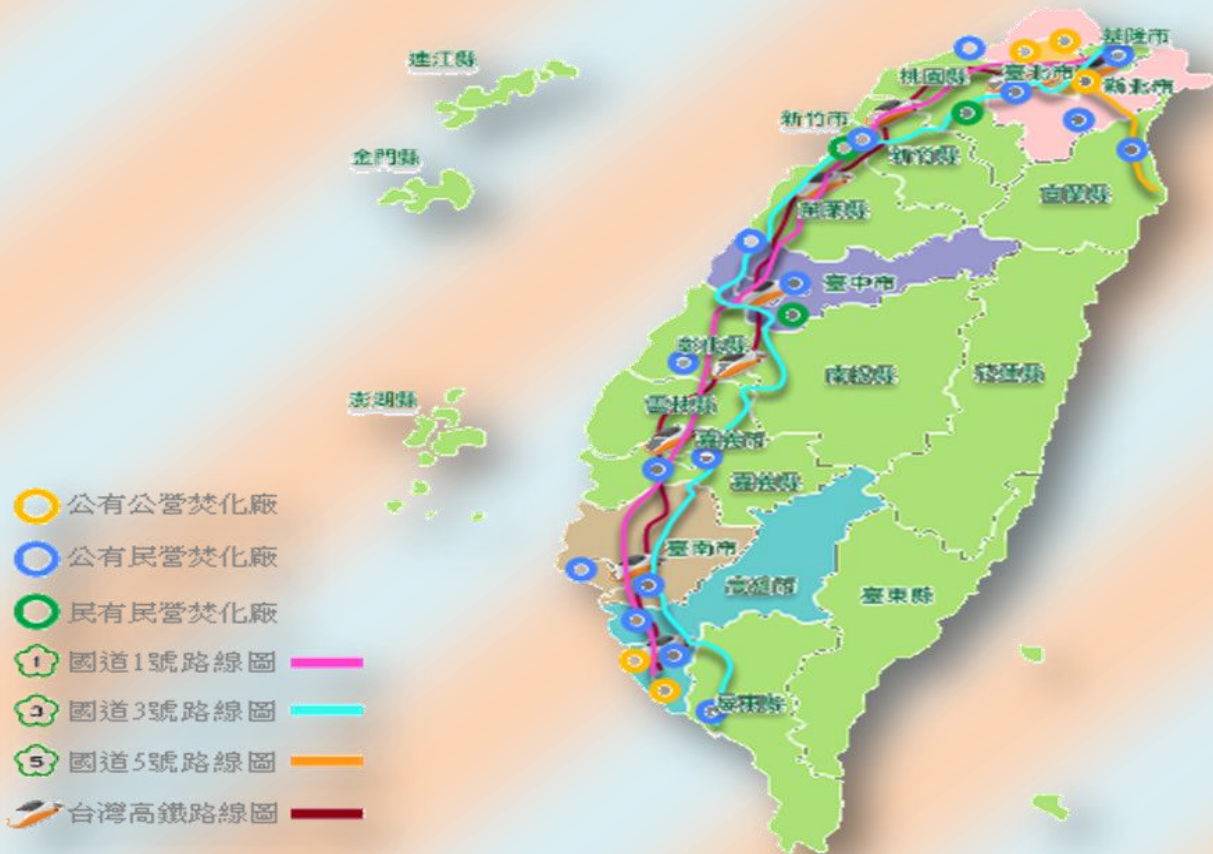 連江縣
基隆市
桃園縣
臺北市
新北市
新竹市
新竹縣
金門縣
宜蘭縣
苗栗縣
臺中市
彰化縣
南投縣
花蓮縣
澎湖縣
雲林縣
嘉義市
嘉義縣
臺南市
高雄市
臺東縣
屏東縣
公有公營焚化廠
公有民營焚化廠
民有民營焚化廠
1 國道1號路線圖
3 國道3號路線圖
5 國道5號路線圖
台灣高鐵路線圖